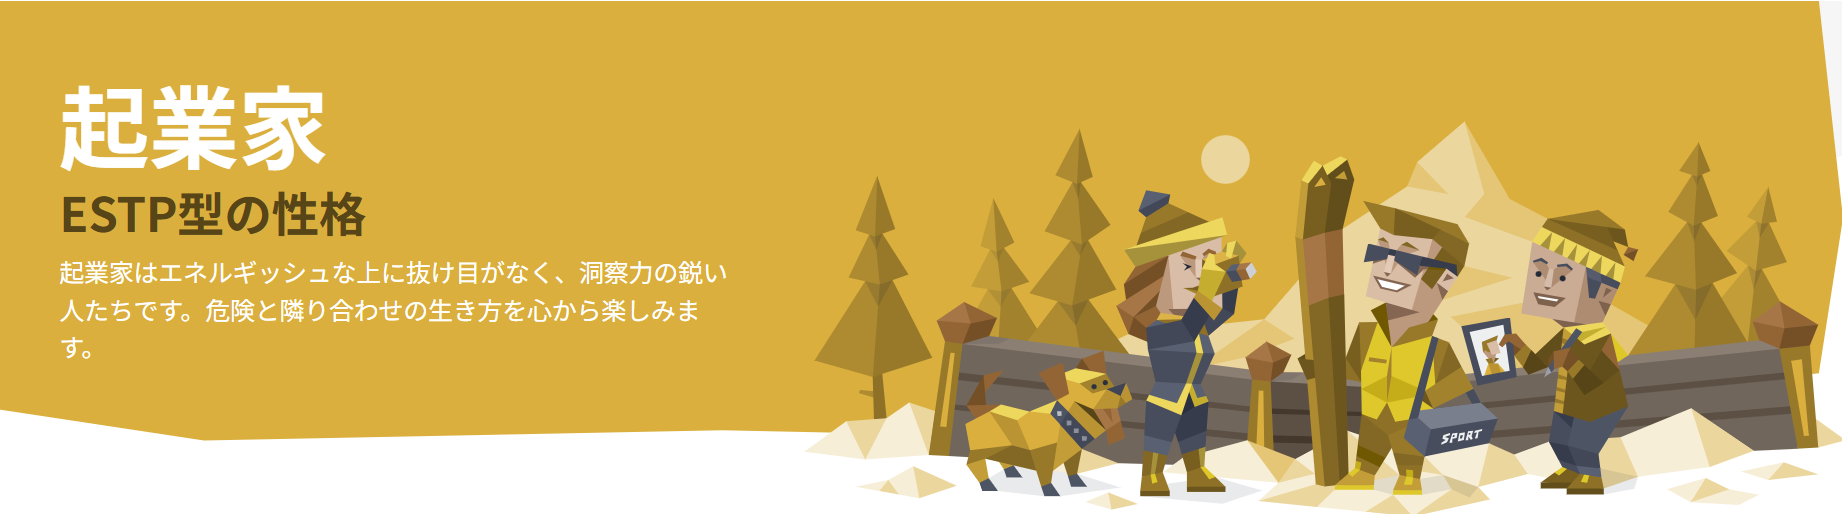 起業家
ESTP型の性格
起業家はエネルギッシュな上に抜け目がなく、洞察力の鋭い
人たちです。危険と隣り合わせの生き方を心から楽しみま
す。
SPORT